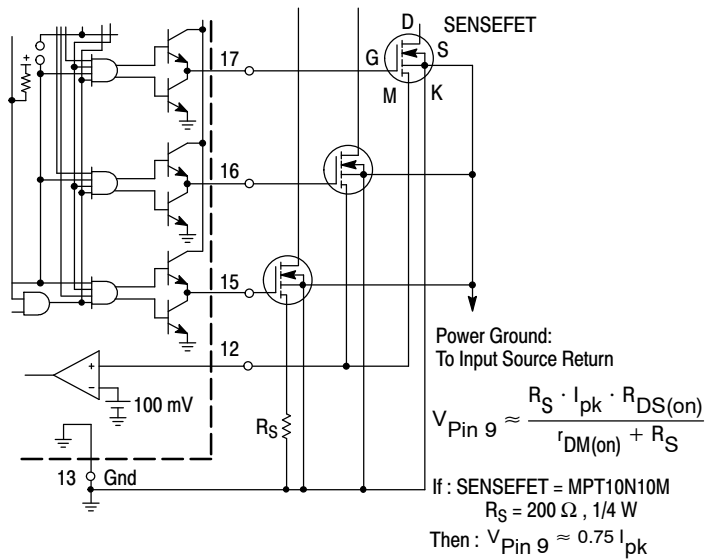 D
SENSEFET
S
G
M
K
17
+
16
15
12
+
−
100 mV
R_S
13 Gnd
Power Ground:
To Input Source Return
V_Pin 9 ≈ R_S · I_pk · R_DS(on) / r_DM(on) + R_S
If : SENSEFET = MPT10N10M
R_S = 200 Ω , 1/4 W
Then : V_Pin 9 ≈ 0.75 I_pk